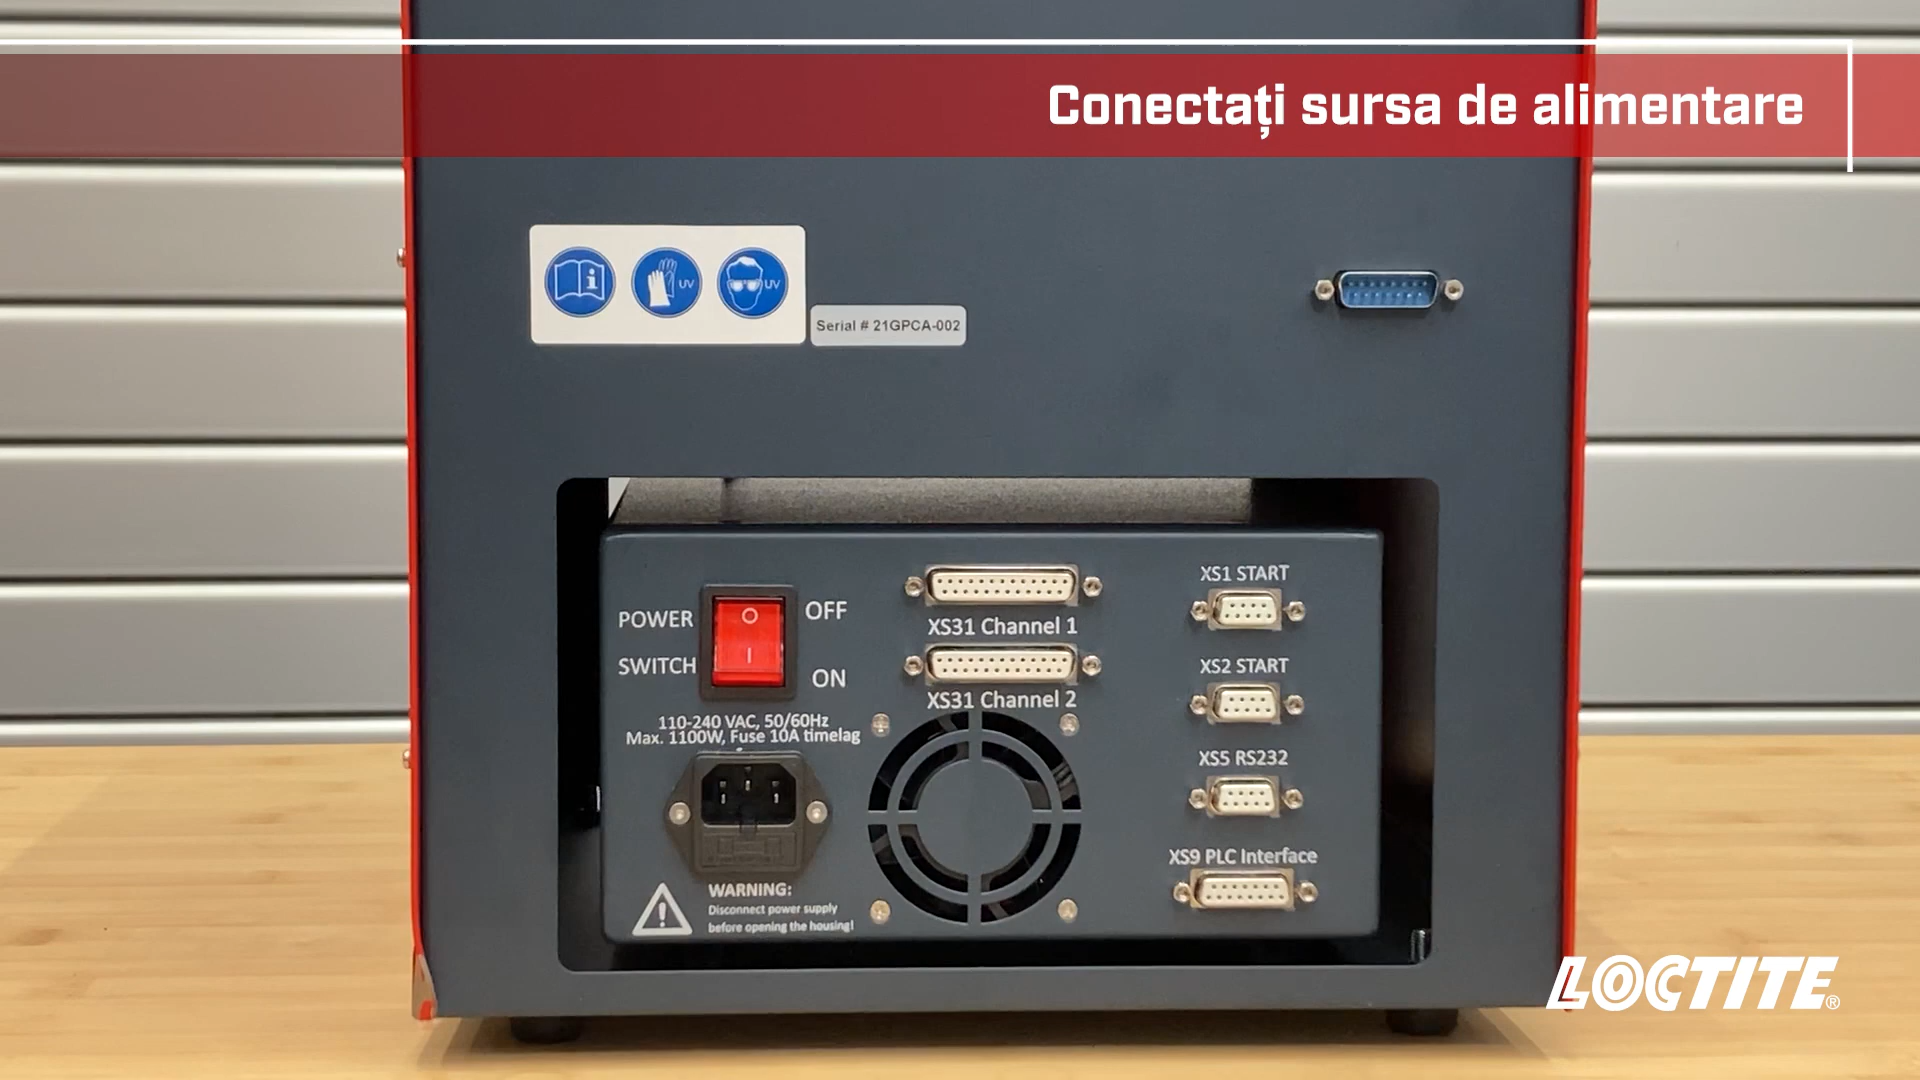 Conectați sursa de alimentare
UV
UV
Serial # 21GPCA-002
POWER
SWITCH
OFF
ON
110-240 VAC, 50/60Hz
Max. 1100W, Fuse 10A timelag
WARNING:
Disconnect power supply
before opening the housing!
XS31 Channel 1
XS31 Channel 2
XS1 START
XS2 START
XS5 RS232
XS9 PLC Interface
LOCTITE®